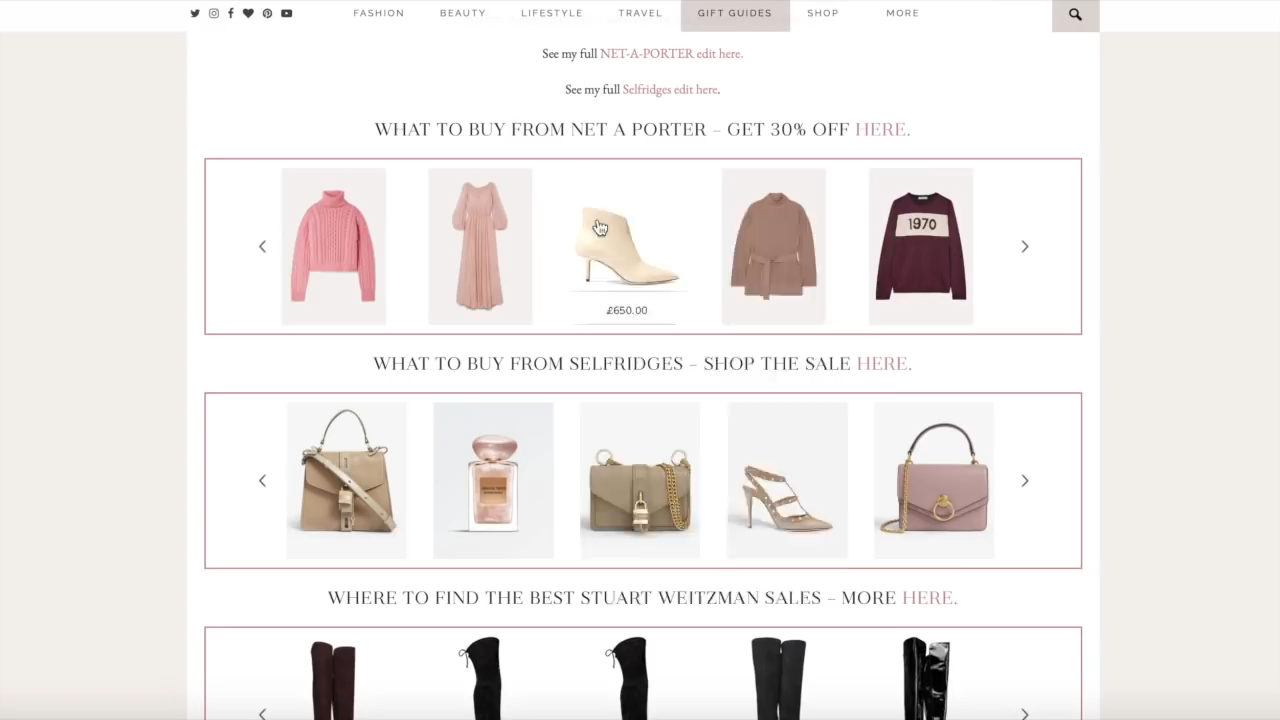 FASHION BEAUTY LIFESTYLE TRAVEL GIFT GUIDES SHOP MORE
See my full NET-A-PORTER edit here.
See my full Selfridges edit here.
WHAT TO BUY FROM NET A PORTER – GET 30% OFF HERE.
1970
£650.00
WHAT TO BUY FROM SELFRIDGES – SHOP THE SALE HERE.
WHERE TO FIND THE BEST STUART WEITZMAN SALES – MORE HERE.